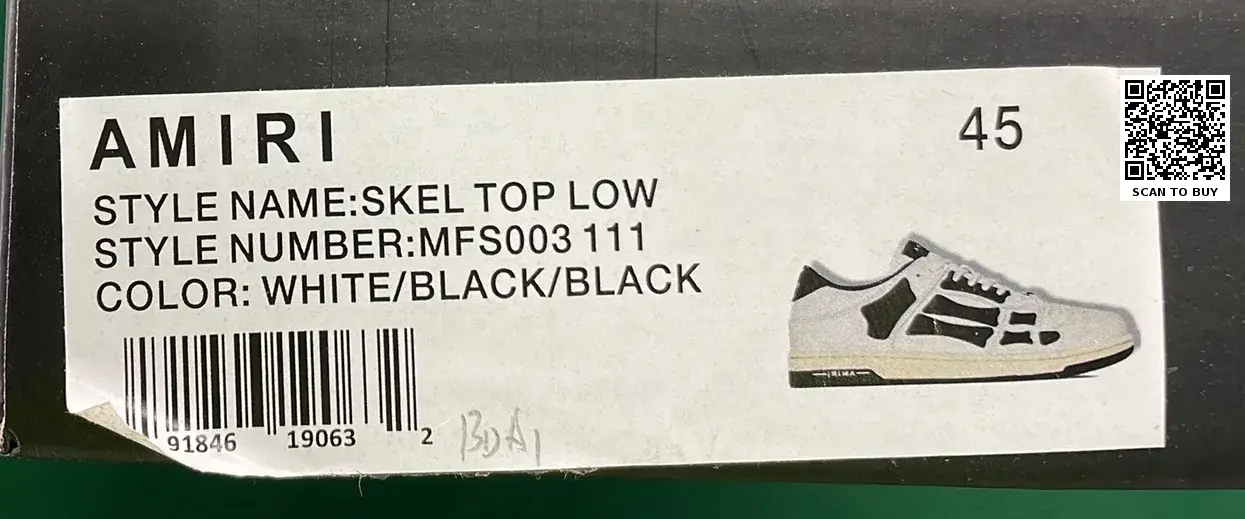 AMIRI
45
STYLE NAME:SKEL TOP LOW
STYLE NUMBER:MFS003 111
COLOR: WHITE/BLACK/BLACK
91846 19063 2
SCAN TO BUY